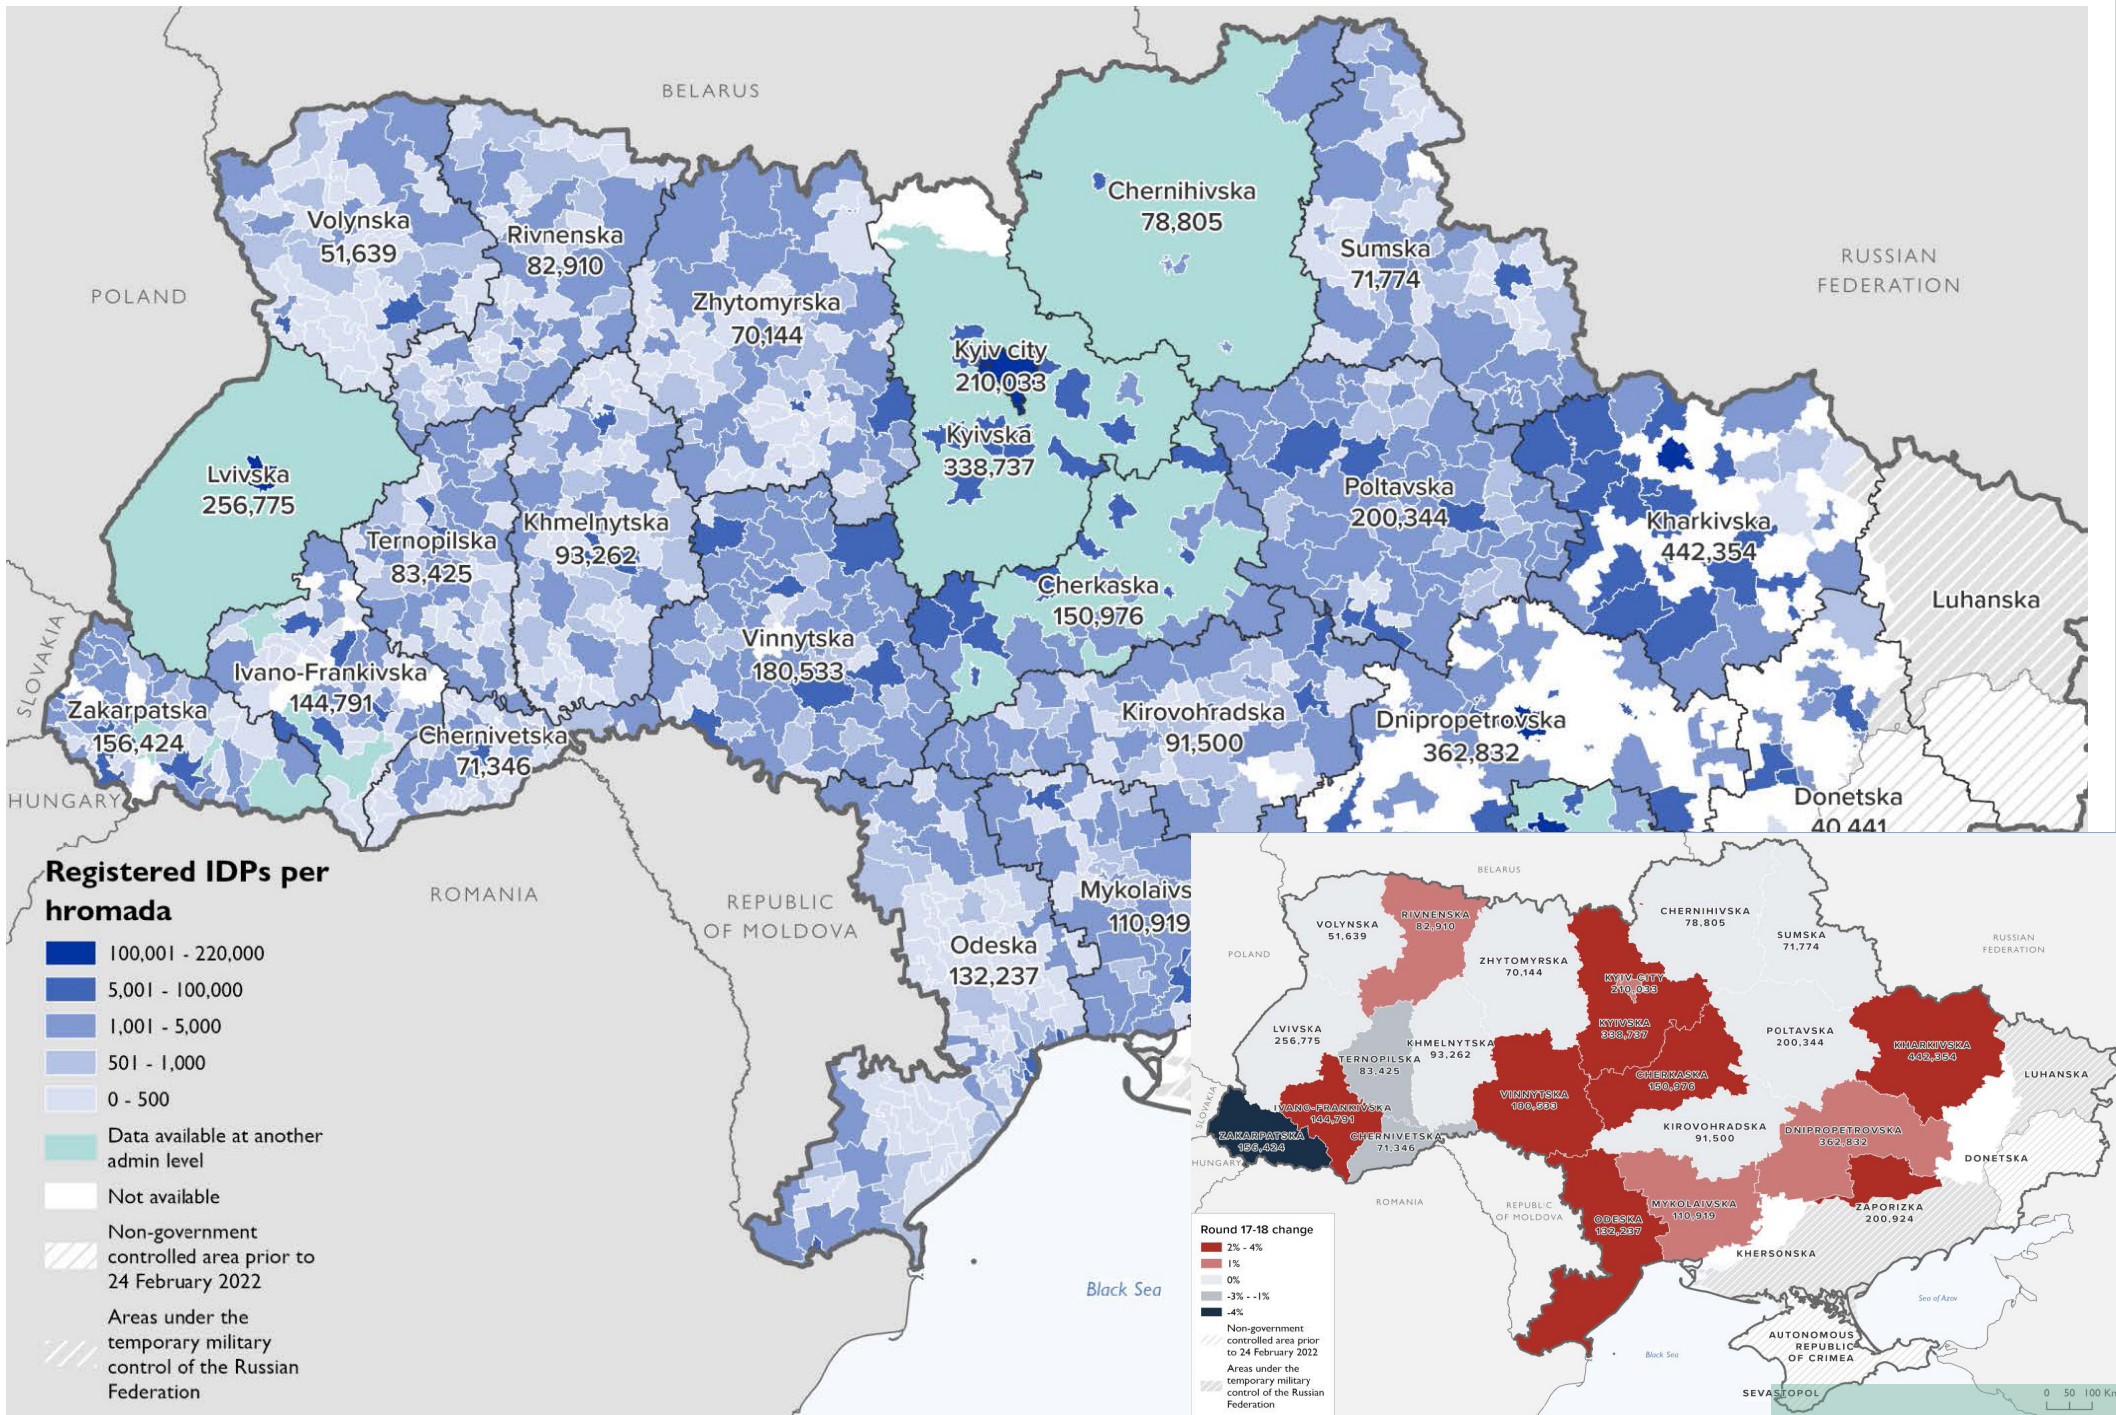 BELARUS
POLAND
RUSSIAN
FEDERATION
SLOVAKIA
HUNGARY
ROMANIA
REPUBLIC
OF MOLDOVA
Black Sea
Volynska
51,639
Rivnenska
82,910
Zhytomyrska
70,144
Chernihivska
78,805
Sumska
71,774
Kyiv city
210,033
Kyivska
338,737
Lvivska
256,775
Ternopilska
83,425
Khmelnytska
93,262
Poltavska
200,344
Kharkivska
442,354
Luhanska
Cherkaska
150,976
Vinnytska
180,533
Ivano-Frankivska
144,791
Zakarpatska
156,424
Chernivetska
71,346
Kirovohradska
91,500
Dnipropetrovska
362,832
Donetska
40,441
Mykolaivs
110,919
Odeska
132,237
Registered IDPs per
hromada
100,001 - 220,000
5,001 - 100,000
1,001 - 5,000
501 - 1,000
0 - 500
Data available at another
admin level
Not available
Non-government
controlled area prior to
24 February 2022
Areas under the
temporary military
control of the Russian
Federation
BELARUS
POLAND
RUSSIAN
FEDERATION
SLOVAKIA
HUNGARY
ROMANIA
REPUBLIC
OF MOLDOVA
VOLYNSKA
51,639
RIVNENSKA
82,910
ZHYTOMYRSKA
70,144
CHERNIHIVSKA
78,805
SUMSKA
71,774
KYIV CITY
210,033
KYIVSKA
338,737
LVIVSKA
256,775
TERNOPILSKA
83,425
KHMELNYTSKA
93,262
POLTAVSKA
200,344
KHARKIVSKA
442,354
LUHANSKA
CHERKASKA
150,976
VINNYTSKA
180,533
IVANO-FRANKIVSKA
144,791
ZAKARPATSKA
156,424
CHERNIVETSKA
71,346
KIROVOHRADSKA
91,500
DNIPROPETROVSKA
362,832
DONETSKA
MYKOLAIVSKA
110,919
ZAPORIZKA
200,924
ODESKA
132,237
KHERSONSKA
Sea of Azov
AUTONOMOUS
REPUBLIC
OF CRIMEA
Black Sea
SEVASTOPOL
0 50 100 Km
Round 17-18 change
2% - 4%
1%
0%
-3% - -1%
-4%
Non-government
controlled area prior
to 24 February 2022
Areas under the
temporary military
control of the Russian
Federation